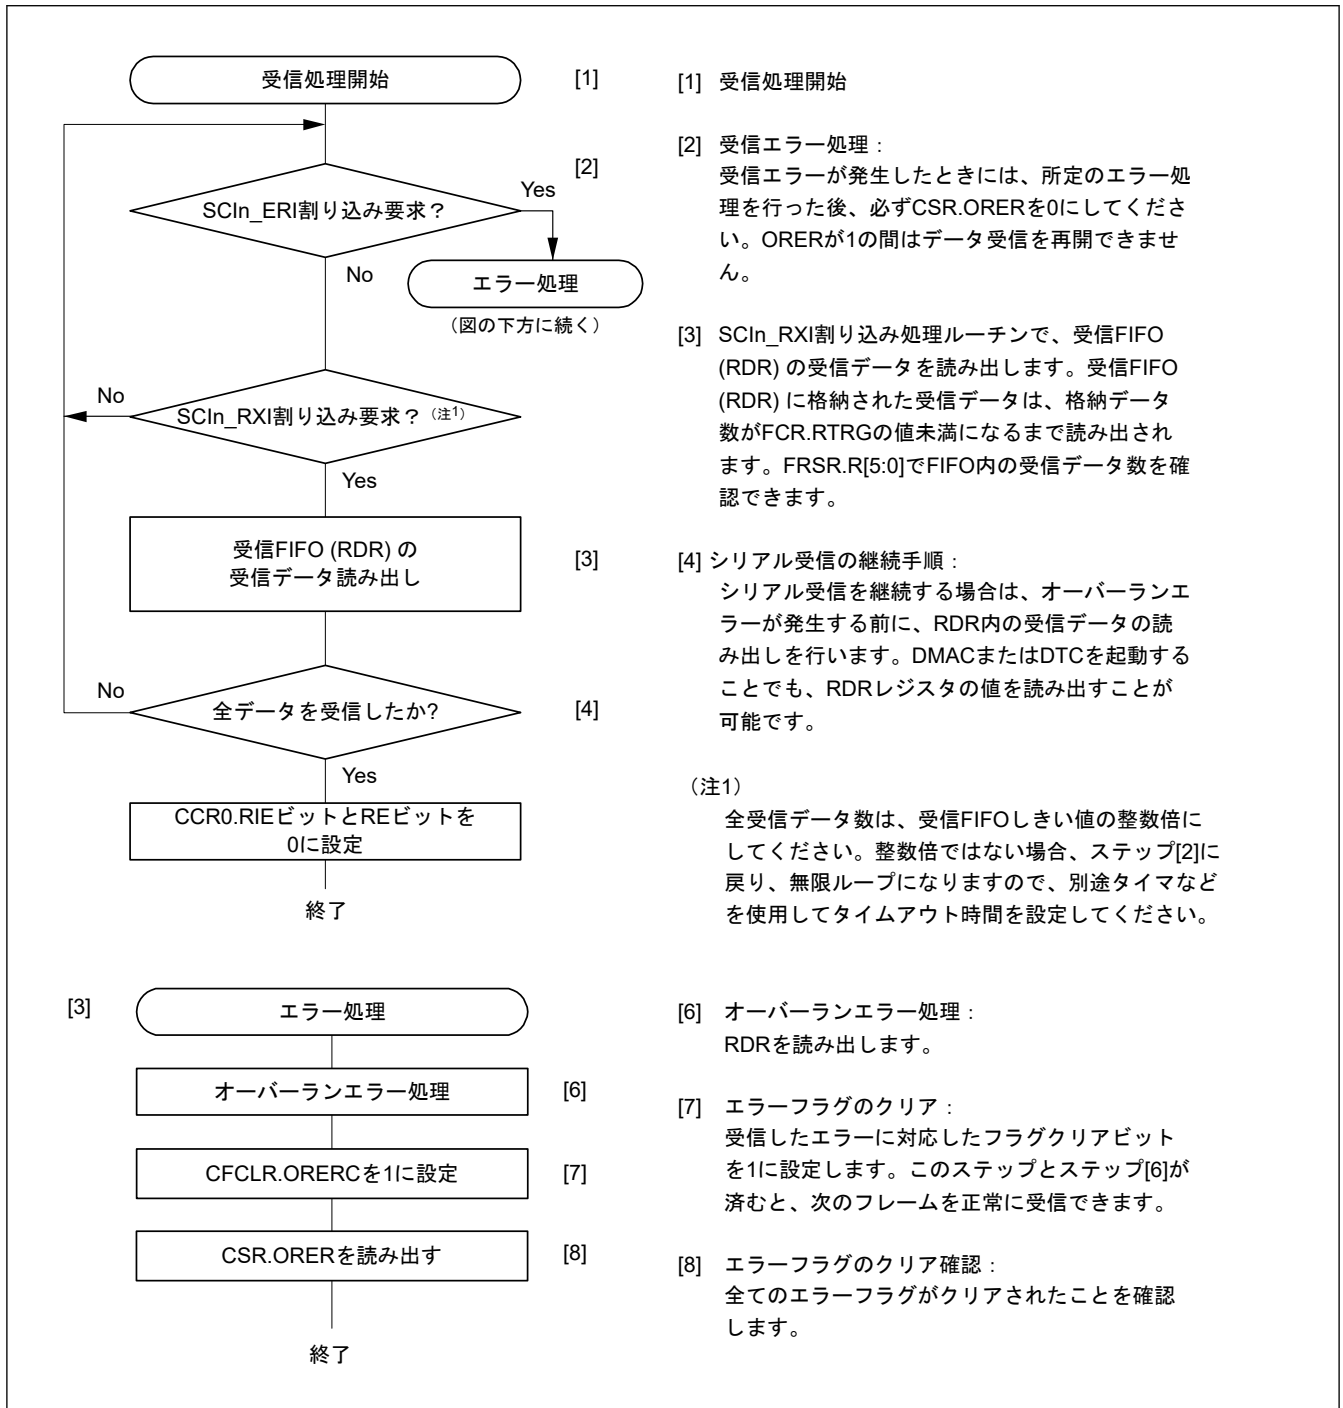 受信処理開始
[1]
[2]
Yes
SCIn_ERI割り込み要求？
No
エラー処理
（図の下方に続く）
No
SCIn_RXI割り込み要求？（注1）
Yes
受信FIFO (RDR) の
受信データ読み出し
[3]
No
全データを受信したか?
[4]
Yes
CCR0.RIEビットとREビットを
0に設定
終了
[1] 受信処理開始
[2] 受信エラー処理：
受信エラーが発生したときには、所定のエラー処
理を行った後、必ずCSR.ORERを0にしてくださ
い。ORERが1の間はデータ受信を再開できませ
ん。
[3] SCIn_RXI割り込み処理ルーチンで、受信FIFO
(RDR) の受信データを読み出します。受信FIFO
(RDR) に格納された受信データは、格納データ
数がFCR.RTRGの値未満になるまで読み出され
ます。FRSR.R[5:0]でFIFO内の受信データ数を確
認できます。
[4] シリアル受信の継続手順：
シリアル受信を継続する場合は、オーバーランエ
ラーが発生する前に、RDR内の受信データの読
み出しを行います。DMACまたはDTCを起動する
ことでも、RDRレジスタの値を読み出すことが
可能です。
（注1）
全受信データ数は、受信FIFOしきい値の整数倍に
してください。整数倍ではない場合、ステップ[2]に
戻り、無限ループになりますので、別途タイマなど
を使用してタイムアウト時間を設定してください。
[3]
エラー処理
オーバーランエラー処理
[6]
CFCLR.ORERCを1に設定
[7]
CSR.ORERを読み出す
[8]
終了
[6] オーバーランエラー処理：
RDRを読み出します。
[7] エラーフラグのクリア：
受信したエラーに対応したフラグクリアビット
を1に設定します。このステップとステップ[6]が
済むと、次のフレームを正常に受信できます。
[8] エラーフラグのクリア確認：
全てのエラーフラグがクリアされたことを確認
します。